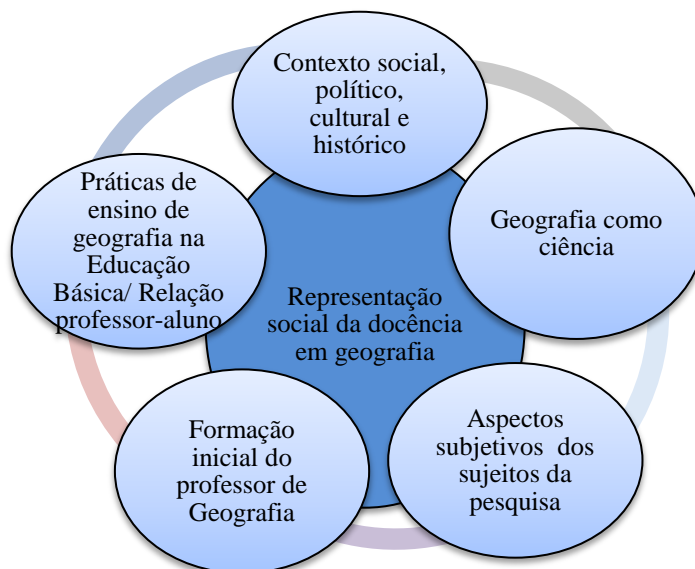 Contexto social,
político,
cultural e
histórico
Práticas de
ensino de
geografia na
Educação
Básica/ Relação
professor-aluno
Geografia como
ciência
Representação
social da docência
em geografia
Formação
inicial do
professor de
Geografia
Aspectos
subjetivos dos
sujeitos da
pesquisa